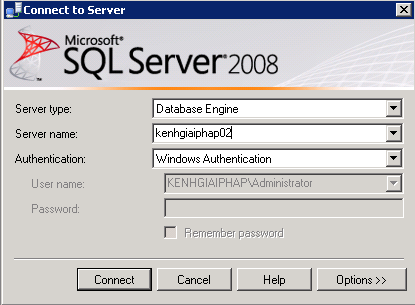 Connect to Server
Microsoft®
SQL Server® 2008
Server type: Database Engine
Server name: kenhgiaiphap02
Authentication: Windows Authentication
User name: KENHGIAIPHAP\Administrator
Password:
Remember password
Connect Cancel Help Options >>